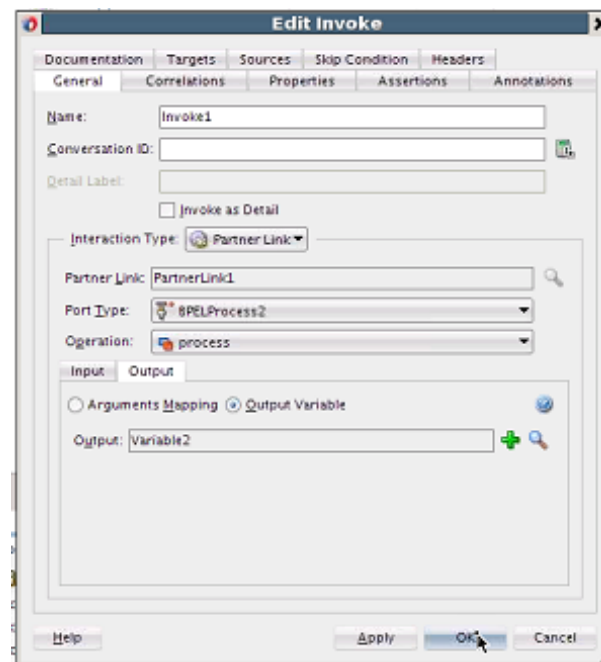 Edit Invoke
Documentation Targets Sources Skip Condition Headers
General Correlations Properties Assertions Annotations
Name: Invoke1
Conversation ID:
Detail Label:
Invoke as Detail
Interaction Type: Partner Link
Partner Link: PartnerLink1
Port Type: BPELProcess2
Operation: process
Input Output
Arguments Mapping Output Variable
Output: Variable2
Help Apply OK Cancel